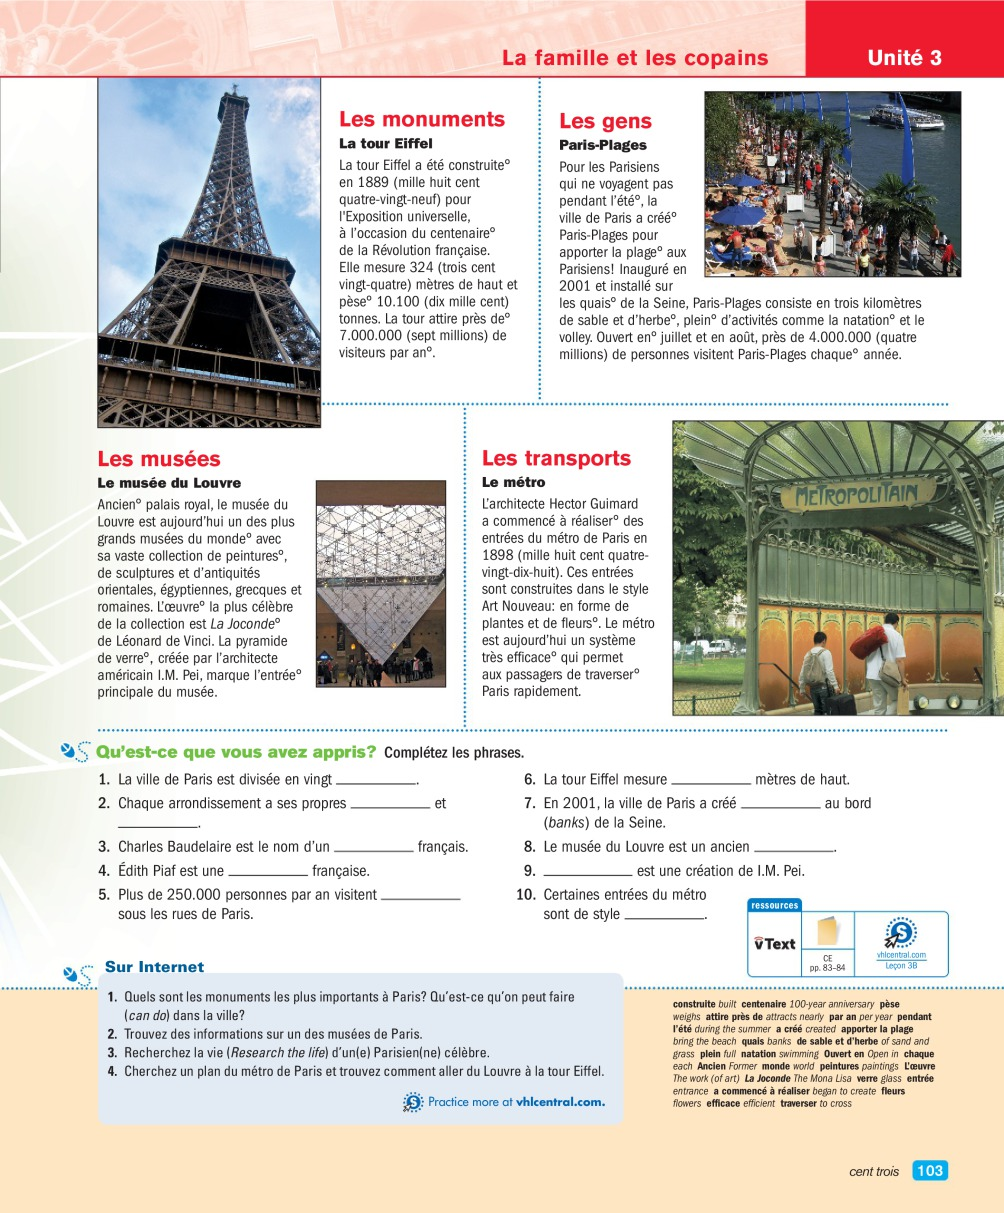 La famille et les copains
Unité 3
Les monuments
La tour Eiffel
La tour Eiffel a été construite°
en 1889 (mille huit cent
quatre-vingt-neuf) pour
l'Exposition universelle,
à l'occasion du centenaire°
de la Révolution française.
Elle mesure 324 (trois cent
vingt-quatre) mètres de haut et
pèse° 10.100 (dix mille cent)
tonnes. La tour attire près de°
7.000.000 (sept millions) de
visiteurs par an°.
Les gens
Paris-Plages
Pour les Parisiens
qui ne voyagent pas
pendant l'été°, la
ville de Paris a créé°
Paris-Plages pour
apporter la plage° aux
Parisiens! Inauguré en
2001 et installé sur
les quais° de la Seine, Paris-Plages consiste en trois kilomètres
de sable et d'herbe°, plein° d'activités comme la natation° et le
volley. Ouvert en° juillet et en août, près de 4.000.000 (quatre
millions) de personnes visitent Paris-Plages chaque° année.
Les musées
Le musée du Louvre
Ancien° palais royal, le musée du
Louvre est aujourd'hui un des plus
grands musées du monde° avec
sa vaste collection de peintures°,
de sculptures et d'antiquités
orientales, égyptiennes, grecques et
romaines. L'œuvre° la plus célèbre
de la collection est La Joconde°
de Léonard de Vinci. La pyramide
de verre°, créée par l'architecte
américain I.M. Pei, marque l'entrée°
principale du musée.
Les transports
Le métro
L'architecte Hector Guimard
a commencé à réaliser° des
entrées du métro de Paris en
1898 (mille huit cent quatre-
vingt-dix-huit). Ces entrées
sont construites dans le style
Art Nouveau: en forme de
plantes et de fleurs°. Le métro
est aujourd'hui un système
très efficace° qui permet
aux passagers de traverser°
Paris rapidement.
METROPOLITAIN
Qu'est-ce que vous avez appris? Complétez les phrases.
1. La ville de Paris est divisée en vingt __________.
2. Chaque arrondissement a ses propres __________ et
__________.
3. Charles Baudelaire est le nom d'un __________ français.
4. Édith Piaf est une __________ française.
5. Plus de 250.000 personnes par an visitent __________
sous les rues de Paris.
6. La tour Eiffel mesure __________ mètres de haut.
7. En 2001, la ville de Paris a créé __________ au bord
(banks) de la Seine.
8. Le musée du Louvre est un ancien __________.
9. __________ est une création de I.M. Pei.
10. Certaines entrées du métro
sont de style __________.
ressources
vText
CE
pp. 83–84
S
vhlcentral.com
Leçon 3B
Sur Internet
1. Quels sont les monuments les plus importants à Paris? Qu'est-ce qu'on peut faire
(can do) dans la ville?
2. Trouvez des informations sur un des musées de Paris.
3. Recherchez la vie (Research the life) d'un(e) Parisien(ne) célèbre.
4. Cherchez un plan du métro de Paris et trouvez comment aller du Louvre à la tour Eiffel.
S Practice more at vhlcentral.com.
construite built centenaire 100-year anniversary pèse
weighs attire près de attracts nearly par an per year pendant
l'été during the summer a créé created apporter la plage
bring the beach quais banks de sable et d'herbe of sand and
grass plein full natation swimming Ouvert en Open in chaque
each Ancien Former monde world peintures paintings L'œuvre
The work (of art) La Joconde The Mona Lisa verre glass entrée
entrance a commencé à réaliser began to create fleurs
flowers efficace efficient traverser to cross
cent trois 103